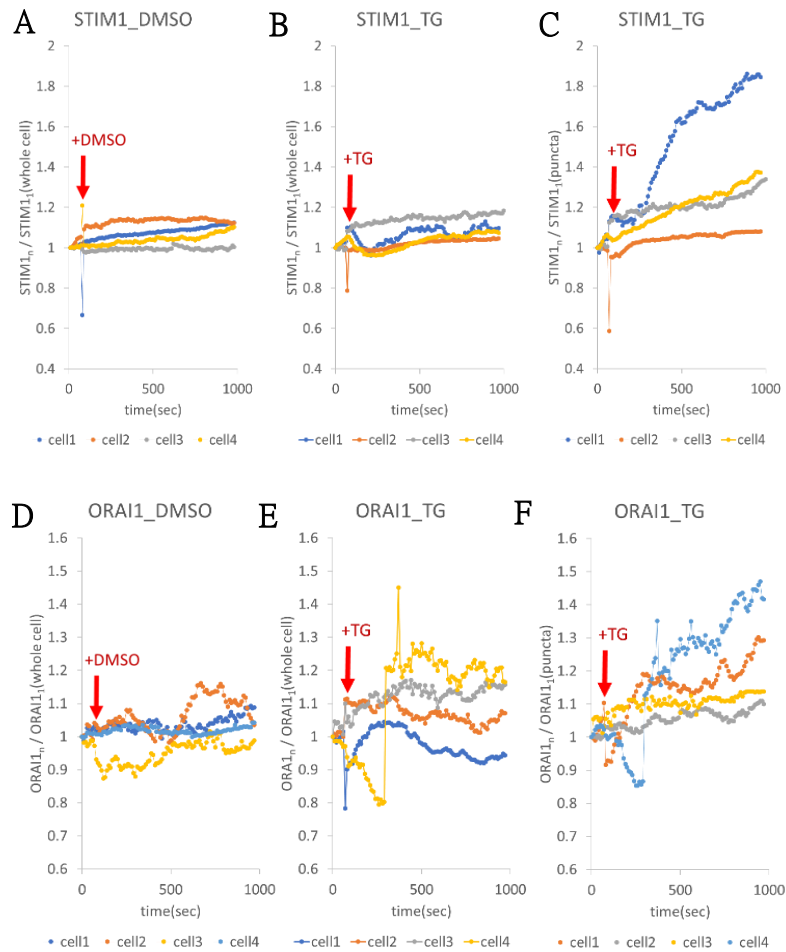 A
STIM1_DMSO
STIM1ₙ / STIM1₁(whole cell)
2
1.8
1.6
1.4
1.2
1
0.8
0.6
0.4
+DMSO
0 500 1000
time(sec)
cell1 cell2 cell3 cell4
B
STIM1_TG
STIM1ₙ / STIM1₁(whole cell)
2
1.8
1.6
1.4
1.2
1
0.8
0.6
0.4
+TG
0 500 1000
time(sec)
cell1 cell2 cell3 cell4
C
STIM1_TG
STIM1ₙ / STIM1₁(puncta)
2
1.8
1.6
1.4
1.2
1
0.8
0.6
0.4
+TG
0 500 1000
time(sec)
cell1 cell2 cell3 cell4
D
ORAI1_DMSO
ORAI1ₙ / ORAI1₁(whole cell)
1.6
1.5
1.4
1.3
1.2
1.1
1
0.9
0.8
0.7
0.6
+DMSO
0 500 1000
time(sec)
cell1 cell2 cell3 cell4
E
ORAI1_TG
ORA1ₙ / ORAI1₁(whole cell)
1.6
1.5
1.4
1.3
1.2
1.1
1
0.9
0.8
0.7
0.6
+TG
0 500 1000
time(sec)
cell1 cell2 cell3 cell4
F
ORAI1_TG
ORAI1ₙ / ORAI1₁(puncta)
1.6
1.5
1.4
1.3
1.2
1.1
1
0.9
0.8
0.7
0.6
+TG
0 500 1000
time(sec)
cell1 cell2 cell3 cell4